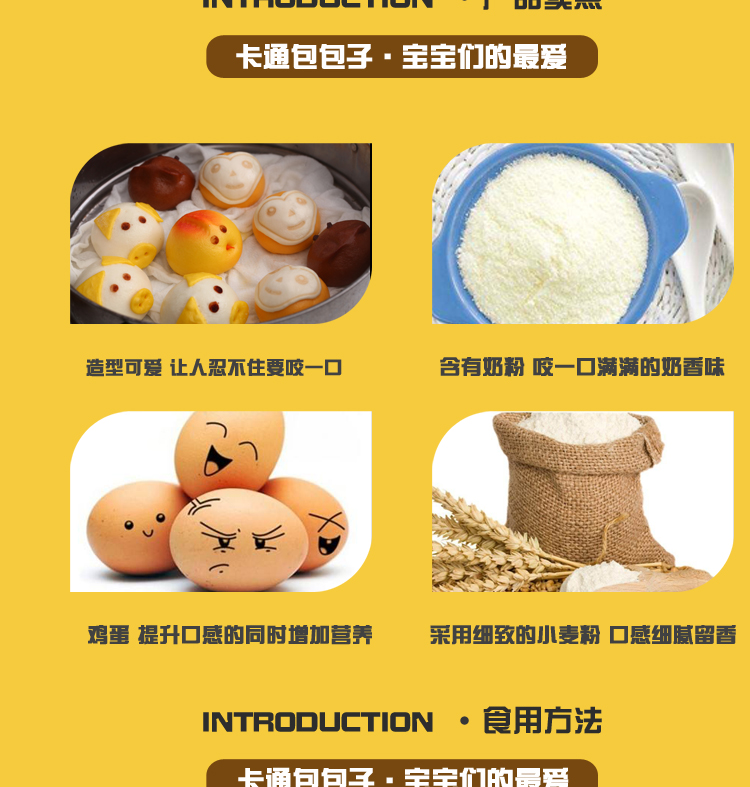 INTRODUCTION ·产品卖点
卡通包包子·宝宝们的最爱
造型可爱 让人忍不住要咬一口
含有奶粉 咬一口满满的奶香味
鸡蛋 提升口感的同时增加营养
采用细致的小麦粉 口感细腻留香
INTRODUCTION ·食用方法
卡通包包子·宝宝们的最爱